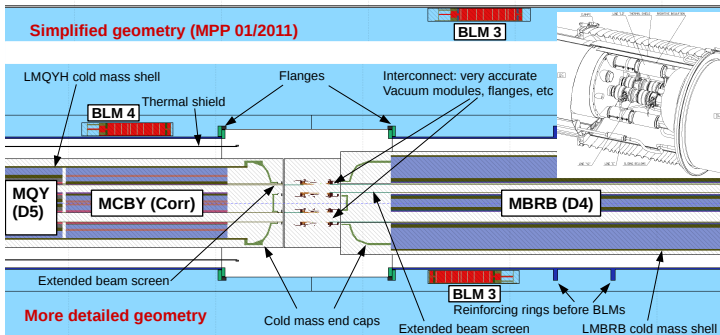 Simplified geometry (MPP 01/2011)
BLM 3
LMQYH cold mass shell
Flanges
Interconnect: very accurate
Vacuum modules, flanges, etc
BLM 4
Thermal shield
MQY
(D5)
MCBY (Corr)
MBRB (D4)
Extended beam screen
BLM 3
Reinforcing rings before BLMs
Cold mass end caps
More detailed geometry
Extended beam screen
LMBRB cold mass shell